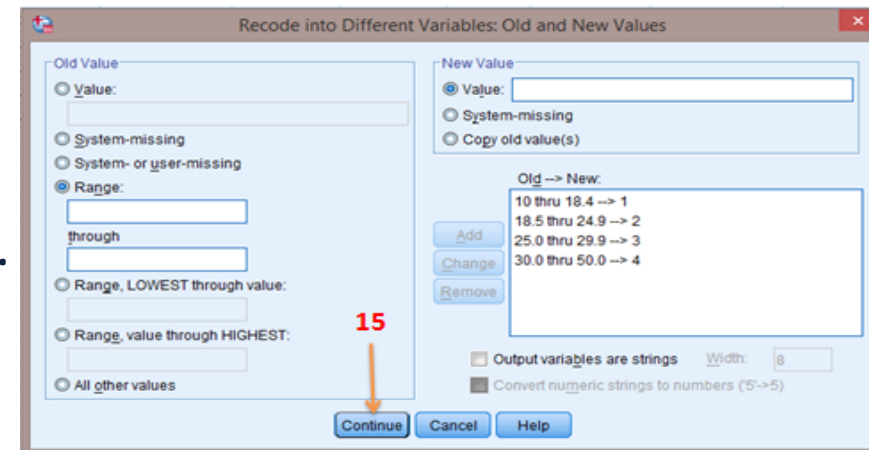 Recode into Different Variables: Old and New Values
Old Value
Value:
System-missing
System- or user-missing
Range:
through
Range, LOWEST through value:
Range, value through HIGHEST:
All other values
New Value
Value:
System-missing
Copy old value(s)
Old --> New:
10 thru 18.4 --> 1
18.5 thru 24.9 --> 2
25.0 thru 29.9 --> 3
30.0 thru 50.0 --> 4
Add
Change
Remove
Output variables are strings Width: 8
Convert numeric strings to numbers ('5'->5)
15
Continue Cancel Help